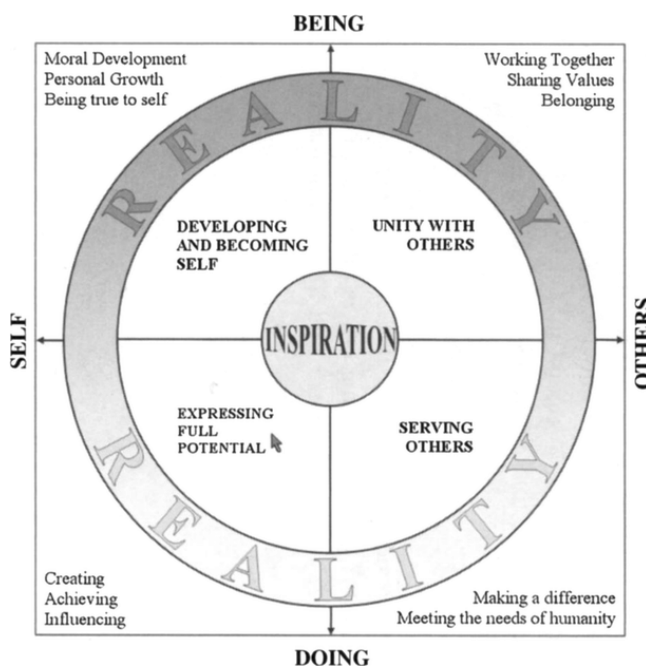 BEING
Moral Development
Personal Growth
Being true to self
Working Together
Sharing Values
Belonging
REALITY
DEVELOPING
AND BECOMING
SELF
UNITY WITH
OTHERS
SELF
INSPIRATION
OTHERS
EXPRESSING
FULL
POTENTIAL
SERVING
OTHERS
REALITY
Creating
Achieving
Influencing
Making a difference
Meeting the needs of humanity
DOING